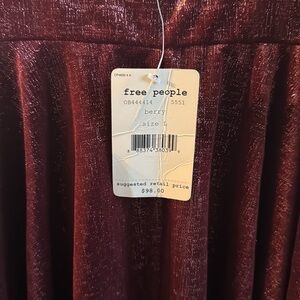 free people
OB444414 5551
berry
size L
suggested retail price
$98.00